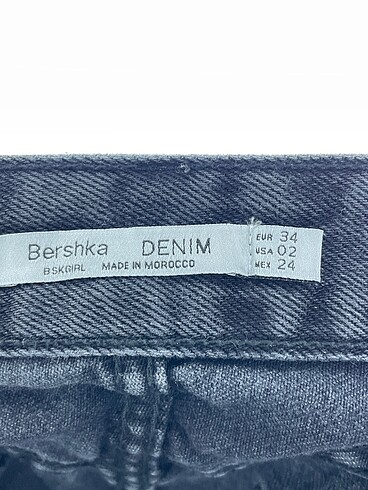 Bershka DENIM
BSKGIRL MADE IN MOROCCO
EUR 34
USA 02
MEX 24